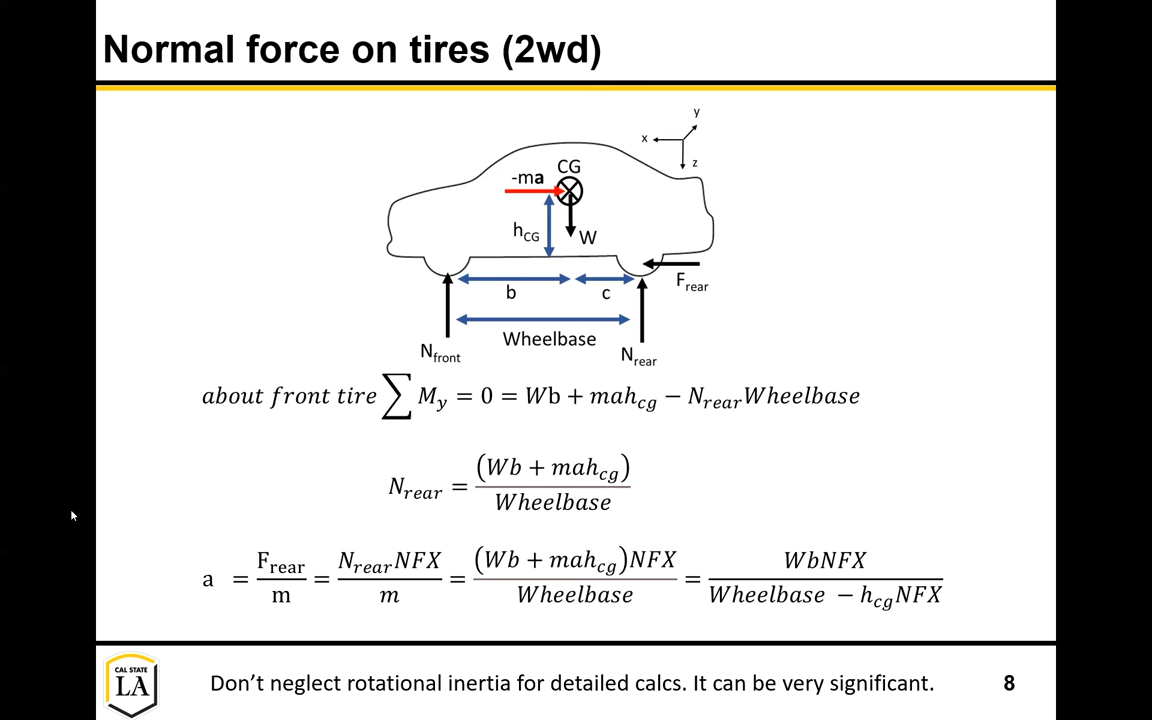 Normal force on tires (2wd)
y
x
z
CG
-ma
h_CG
W
F_rear
b
c
Wheelbase
N_front
N_rear
about front tire ∑ M_y = 0 = Wb + mah_cg − N_rear Wheelbase
N_rear = (Wb + mah_cg) / Wheelbase
a = F_rear / m = N_rear NFX / m = (Wb + mah_cg)NFX / Wheelbase = WbNFX / Wheelbase − h_cg NFX
CAL STATE
LA
Don't neglect rotational inertia for detailed calcs. It can be very significant.
8